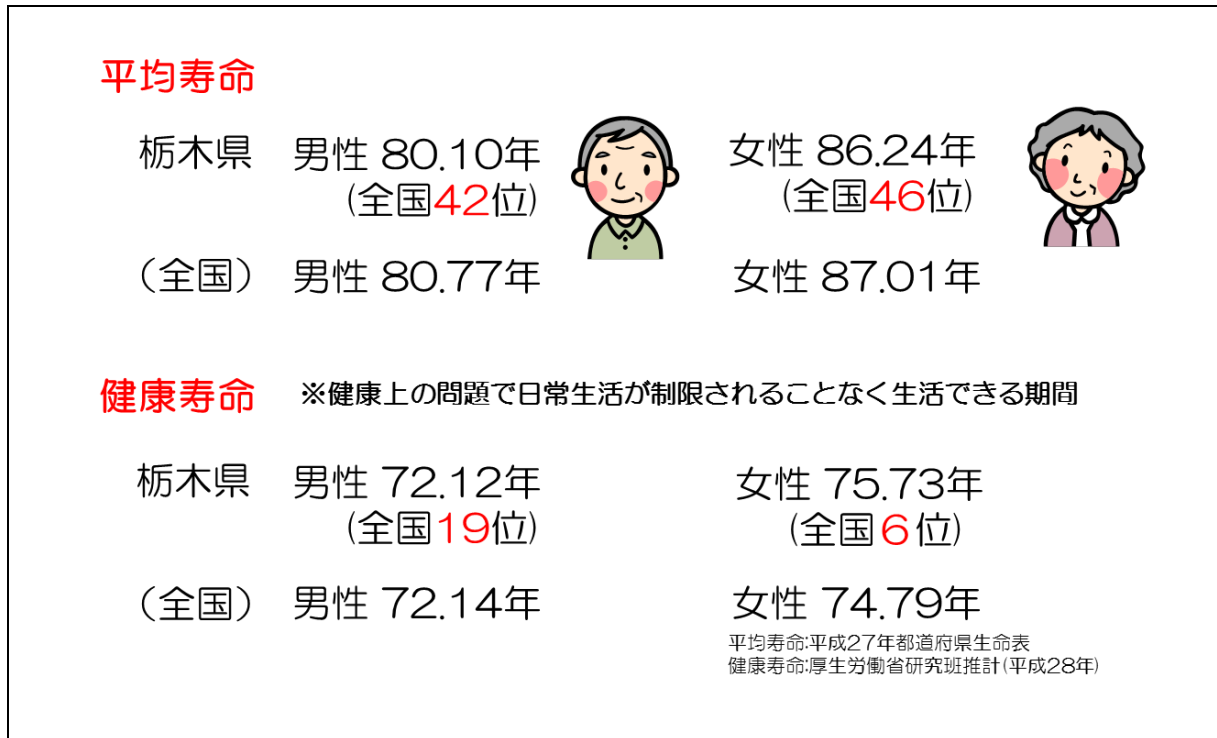 平均寿命
栃木県 男性 80.10年 女性 86.24年
(全国42位) (全国46位)
（全国） 男性 80.77年 女性 87.01年
健康寿命 ※健康上の問題で日常生活が制限されることなく生活できる期間
栃木県 男性 72.12年 女性 75.73年
(全国19位) (全国6位)
（全国） 男性 72.14年 女性 74.79年
平均寿命:平成27年都道府県生命表
健康寿命:厚生労働省研究班推計(平成28年)